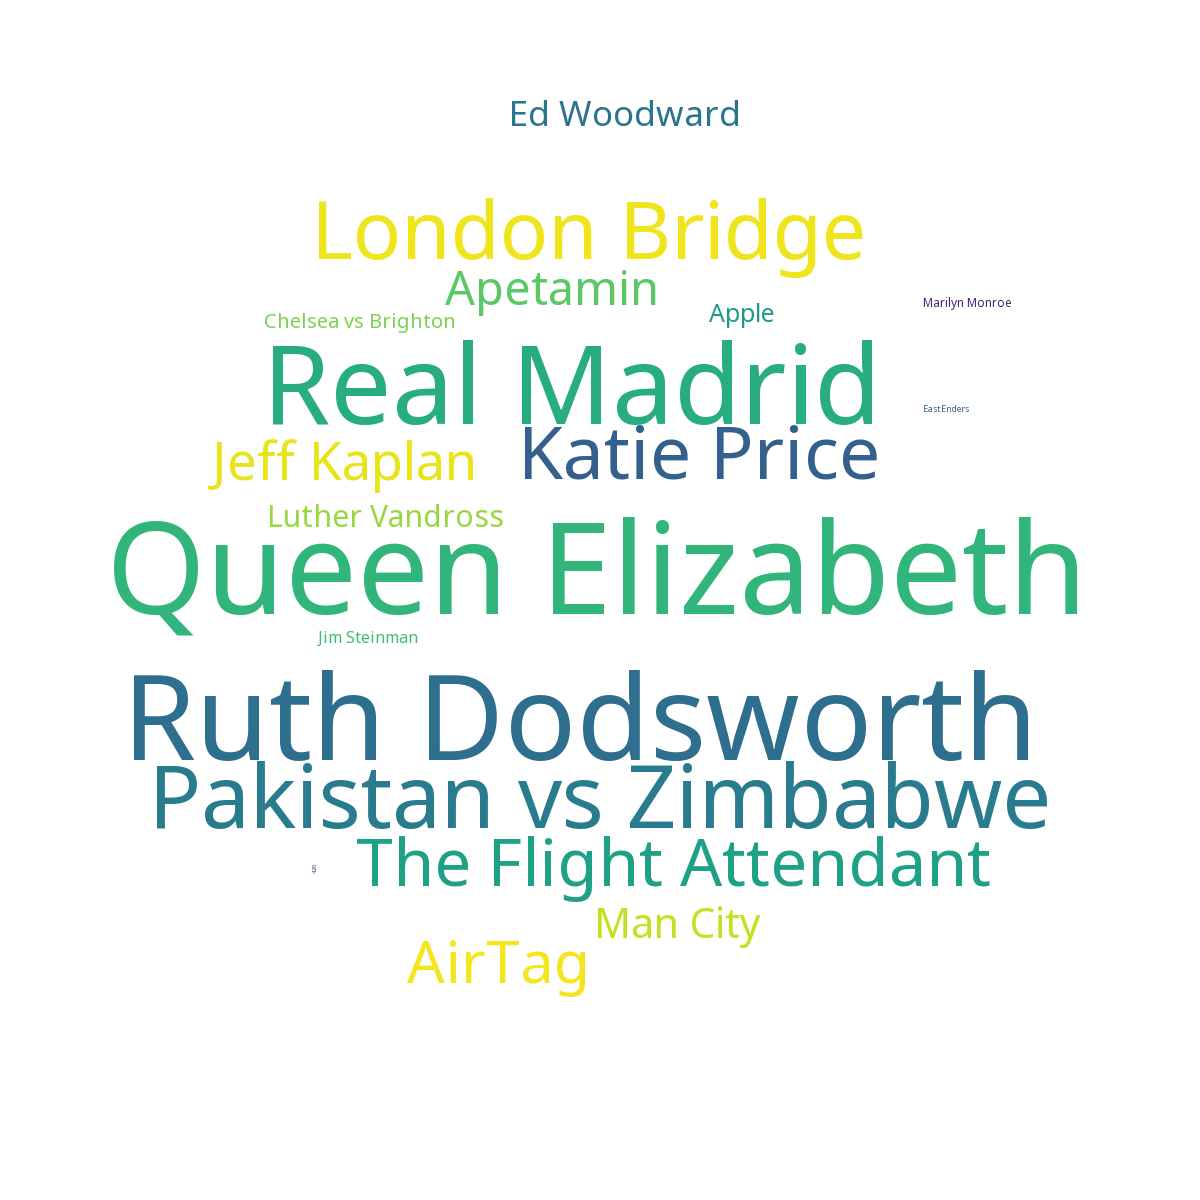 Ed Woodward
London Bridge
Apetamin
Marilyn Monroe
Apple
Chelsea vs Brighton
Real Madrid
EastEnders
Katie Price
Jeff Kaplan
Luther Vandross
Queen Elizabeth
Jim Steinman
Ruth Dodsworth
Pakistan vs Zimbabwe
The Flight Attendant
Man City
AirTag